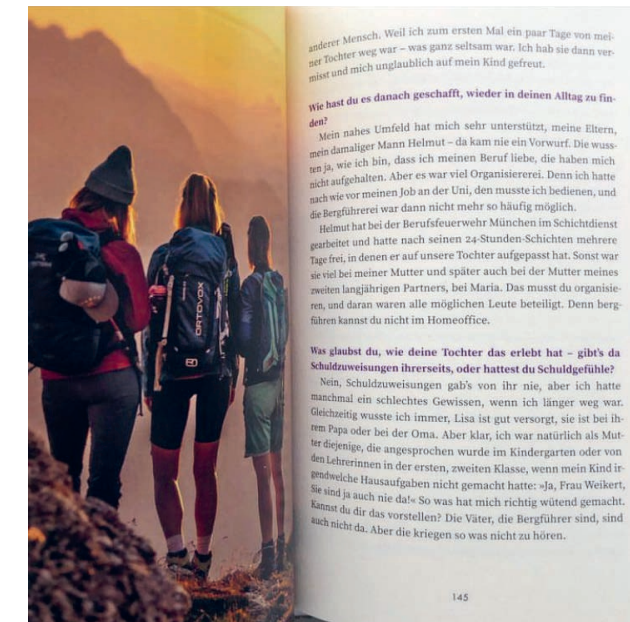 ORTOVOX
anderer Mensch. Weil ich zum ersten Mal ein paar Tage von mei-
ner Tochter weg war – was ganz seltsam war. Ich hab sie dann ver-
misst und mich unglaublich auf mein Kind gefreut.
Wie hast du es danach geschafft, wieder in deinen Alltag zu fin-
den?
Mein nahes Umfeld hat mich sehr unterstützt, meine Eltern,
mein damaliger Mann Helmut – da kam nie ein Vorwurf. Die wuss-
ten ja, wie ich bin, dass ich meinen Beruf liebe, die haben mich
nicht aufgehalten. Aber es war viel Organisiererei. Denn ich hatte
nach wie vor meinen Job an der Uni, den musste ich bedienen, und
die Bergführerei war dann nicht mehr so häufig möglich.
Helmut hat bei der Berufsfeuerwehr München im Schichtdienst
gearbeitet und hatte nach seinen 24-Stunden-Schichten mehrere
Tage frei, in denen er auf unsere Tochter aufgepasst hat. Sonst war
sie viel bei meiner Mutter und später auch bei der Mutter meines
zweiten langjährigen Partners, bei Maria. Das musst du organisie-
ren, und daran waren alle möglichen Leute beteiligt. Denn berg-
führen kannst du nicht im Homeoffice.
Was glaubst du, wie deine Tochter das erlebt hat – gibt's da
Schuldzuweisungen ihrerseits, oder hattest du Schuldgefühle?
Nein, Schuldzuweisungen gab's von ihr nie, aber ich hatte
manchmal ein schlechtes Gewissen, wenn ich länger weg war.
Gleichzeitig wusste ich immer, Lisa ist gut versorgt, sie ist bei ih-
rem Papa oder bei der Oma. Aber klar, ich war natürlich als Mut-
ter diejenige, die angesprochen wurde im Kindergarten oder von
den Lehrerinnen in der ersten, zweiten Klasse, wenn mein Kind ir-
gendwelche Hausaufgaben nicht gemacht hatte: »Ja, Frau Weikert,
Sie sind ja auch nie da!« So was hat mich richtig wütend gemacht.
Kannst du dir das vorstellen? Die Väter, die Bergführer sind, sind
auch nicht da. Aber die kriegen so was nicht zu hören.
145